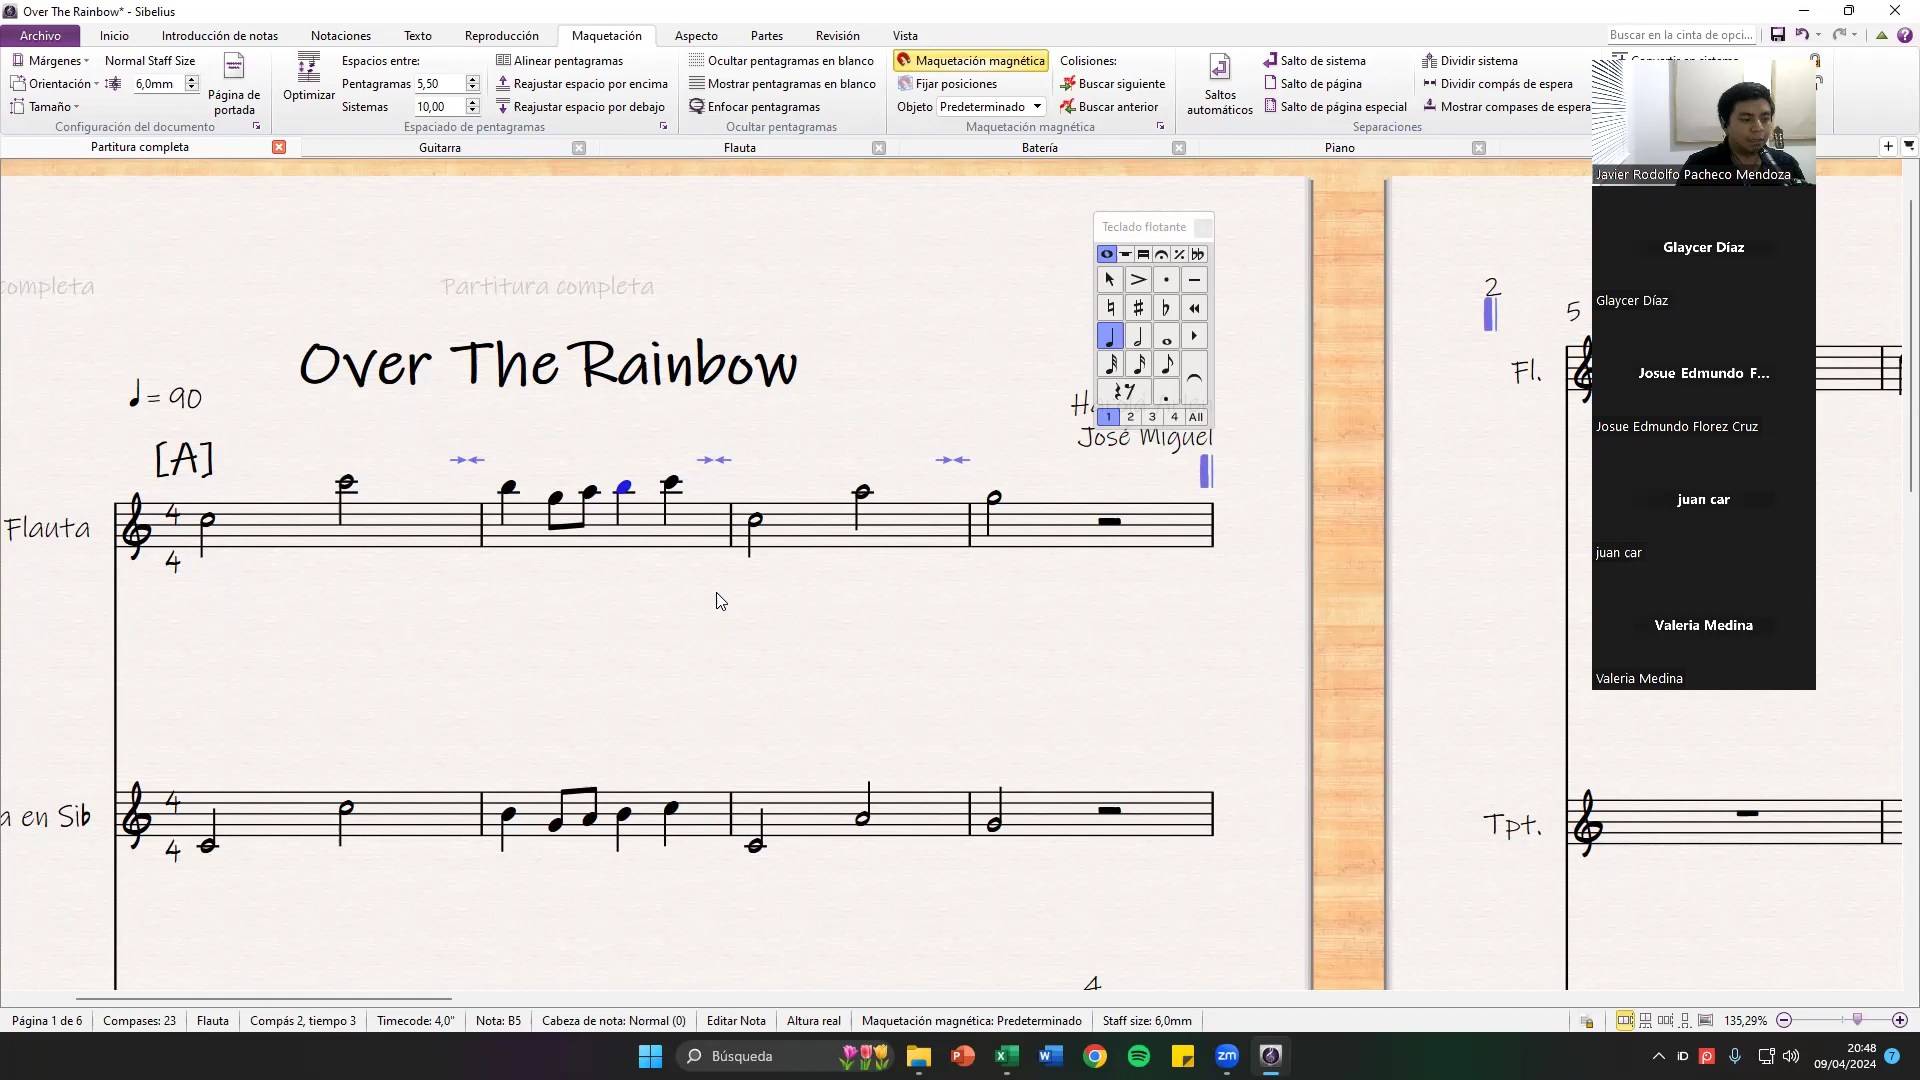 Over The Rainbow* - Sibelius
Archivo Inicio Introducción de notas Notaciones Texto Reproducción Maquetación Aspecto Partes Revisión Vista Buscar en la cinta de opci...
Márgenes Normal Staff Size Espacios entre: Alinear pentagramas Ocultar pentagramas en blanco Maquetación magnética Colisiones: Salto de sistema Dividir sistema
Orientación 6,0mm Pentagramas 5,50 Reajustar espacio por encima Mostrar pentagramas en blanco Fijar posiciones Buscar siguiente Salto de página Dividir compás de espera
Tamaño Página de portada Optimizar Sistemas 10,00 Reajustar espacio por debajo Enfocar pentagramas Objeto Predeterminado Buscar anterior Saltos automáticos Salto de página especial Mostrar compases de espera
Configuración del documento Espaciado de pentagramas Ocultar pentagramas Maquetación magnética Separaciones
Partitura completa Guitarra Flauta Batería Piano
Javier Rodolfo Pacheco Mendoza
Teclado flotante
Glaycer Díaz
Glaycer Díaz
completa Partitura completa
2
5
Over The Rainbow
Fl.
Josue Edmundo F...
= 90
1 2 3 4 All
Josue Edmundo Florez Cruz
José Miguel
[A]
juan car
juan car
Flauta
4
4
Valeria Medina
Valeria Medina
a en Sib
4
4
Tpt.
4
Página 1 de 6 Compases: 23 Flauta Compás 2, tiempo 3 Timecode: 4,0" Nota: B5 Cabeza de nota: Normal (0) Editar Nota Altura real Maquetación magnética: Predeterminado Staff size: 6,0mm 135,29%
Búsqueda
20:48
09/04/2024
7